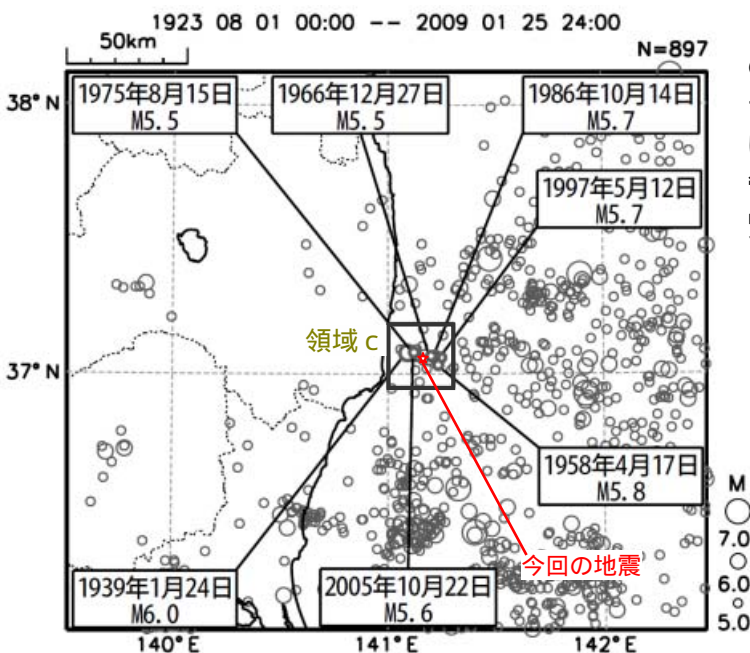 1923 08 01 00:00 -- 2009 01 25 24:00
50km
N=897
38°N
1975年8月15日
M5.5
1966年12月27日
M5.5
1986年10月14日
M5.7
1997年5月12日
M5.7
領域c
37°N
1958年4月17日
M5.8
今回の地震
1939年1月24日
M6.0
2005年10月22日
M5.6
M
7.0
6.0
5.0
140°E
141°E
142°E